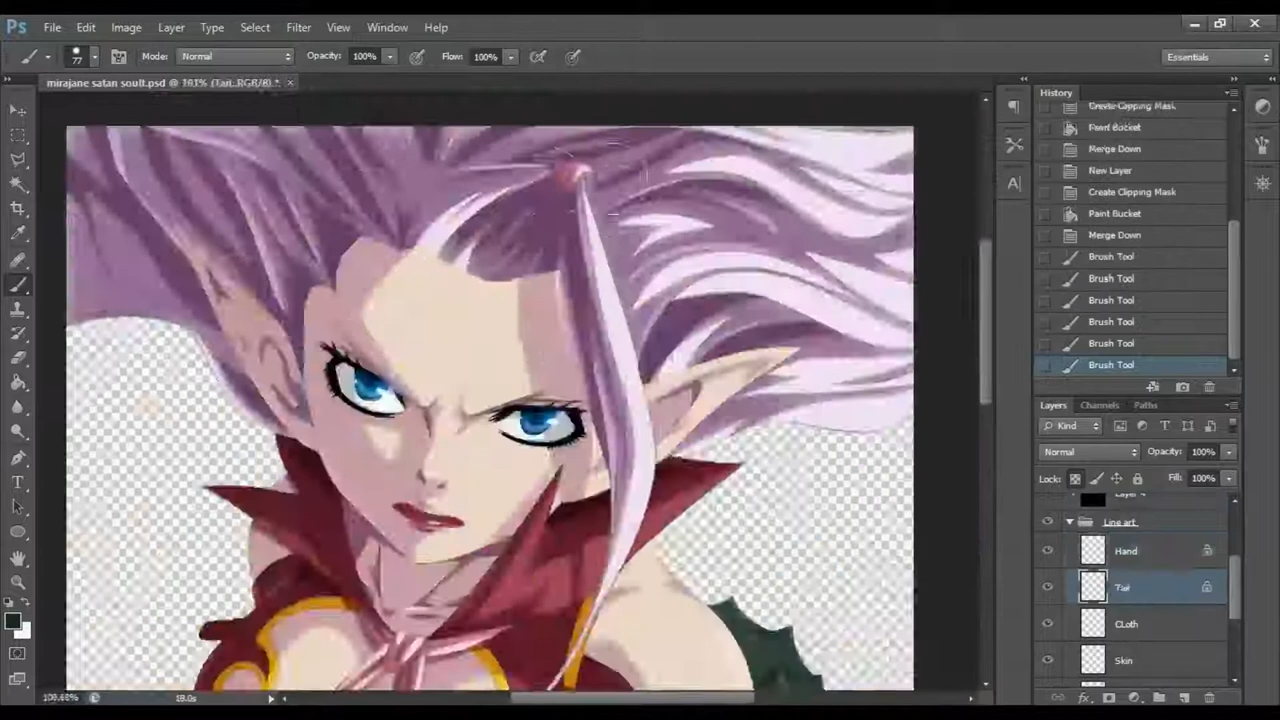 Ps File Edit Image Layer Type Select Filter View Window Help
77 Mode: Normal Opacity: 100% Flow: 100% Essentials
mirajane satan soult.psd @
History
Create Clipping Mask
Paint Bucket
Merge Down
New Layer
Create Clipping Mask
Paint Bucket
Merge Down
Brush Tool
Brush Tool
Brush Tool
Brush Tool
Brush Tool
Brush Tool
Layers Channels Paths
Kind
Normal Opacity: 100%
Lock: Fill: 100%
Line art
Hand
Tail
CLoth
Skin